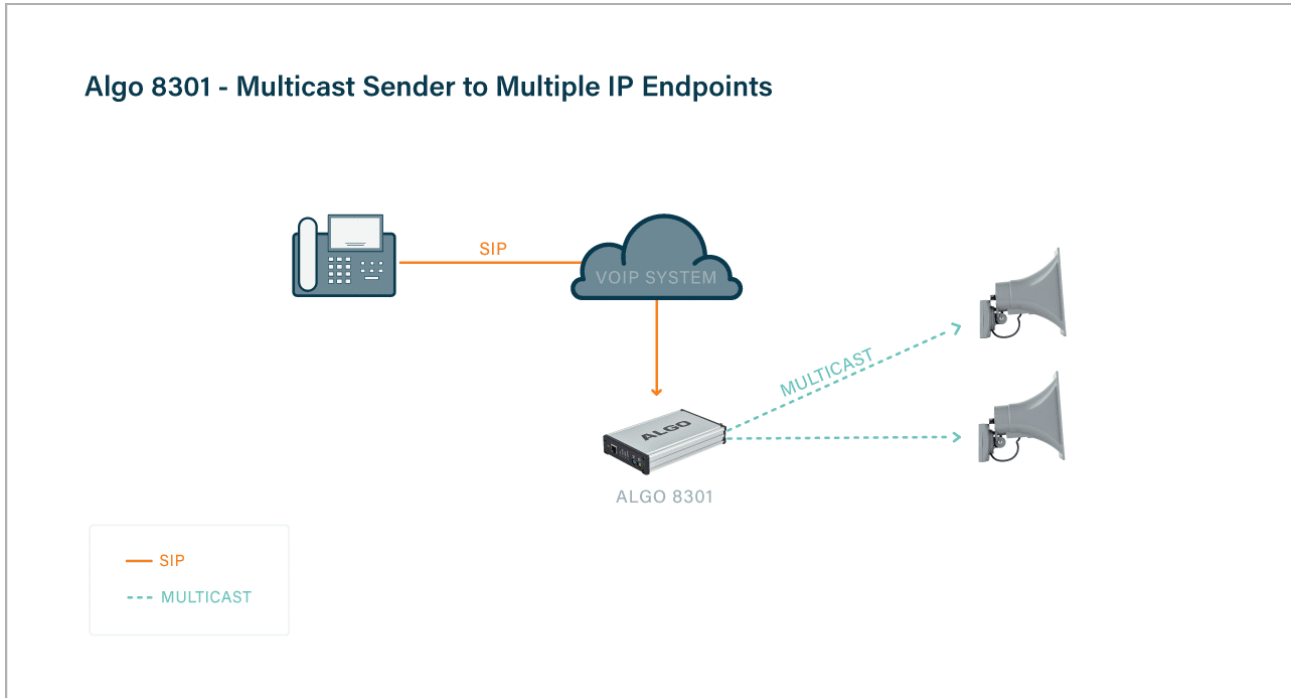 Algo 8301 - Multicast Sender to Multiple IP Endpoints
SIP
VOIP SYSTEM
MULTICAST
ALGO
ALGO 8301
SIP
MULTICAST